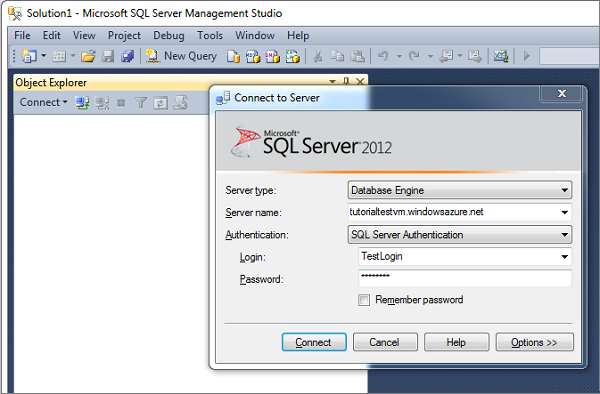 Solution1 - Microsoft SQL Server Management Studio
File Edit View Project Debug Tools Window Help
New Query
Object Explorer
Connect
Connect to Server
Microsoft
SQL Server 2012
Server type: Database Engine
Server name: tutorialtestvm.windowsazure.net
Authentication: SQL Server Authentication
Login: TestLogin
Password: ********
Remember password
Connect Cancel Help Options >>